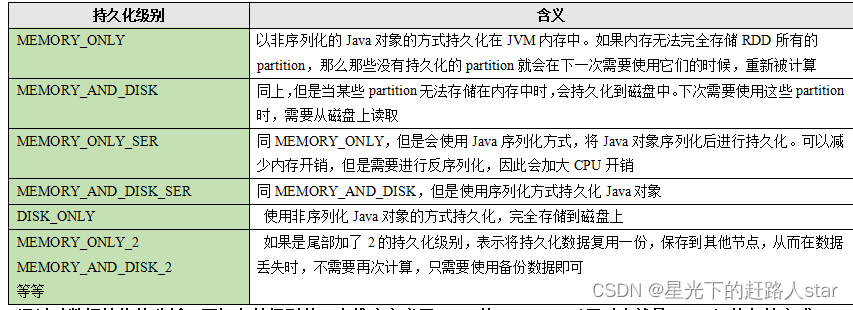 持久化级别 含义
MEMORY_ONLY 以非序列化的 Java 对象的方式持久化在 JVM 内存中。如果内存无法完全存储 RDD 所有的
partition，那么那些没有持久化的 partition 就会在下一次需要使用它们的时候，重新被计算
MEMORY_AND_DISK 同上，但是当某些 partition 无法存储在内存中时，会持久化到磁盘中。下次需要使用这些 partition
时，需要从磁盘上读取
MEMORY_ONLY_SER 同 MEMORY_ONLY，但是会使用 Java 序列化方式，将 Java 对象序列化后进行持久化。可以减
少内存开销，但是需要进行反序列化，因此会加大 CPU 开销
MEMORY_AND_DISK_SER 同 MEMORY_AND_DISK，但是使用序列化方式持久化 Java 对象
DISK_ONLY 使用非序列化 Java 对象的方式持久化，完全存储到磁盘上
MEMORY_ONLY_2 如果是尾部加了 2 的持久化级别，表示将持久化数据复用一份，保存到其他节点，从而在数据
MEMORY_AND_DISK_2 丢失时，不需要再次计算，只需要使用备份数据即可
等等
CSDN @星光下的赶路人star